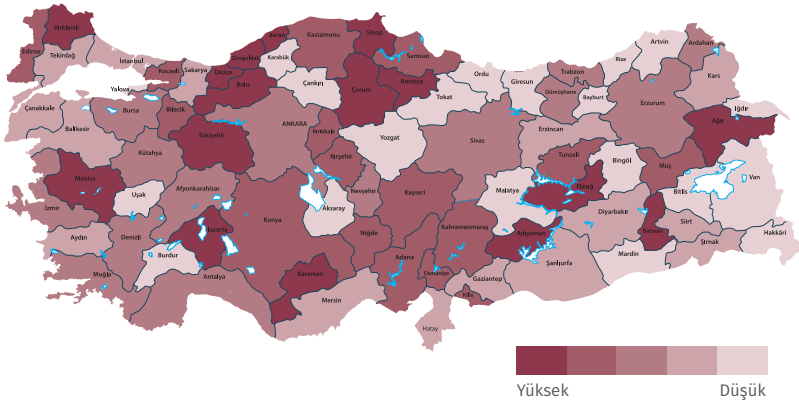 Kırklareli
Edirne
Tekirdağ
İstanbul
Kocaeli
Sakarya
Yalova
Düzce
Zonguldak
Bartın
Karabük
Kastamonu
Sinop
Samsun
Bolu
Çankırı
Çorum
Amasya
Tokat
Ordu
Giresun
Trabzon
Gümüşhane
Bayburt
Rize
Artvin
Ardahan
Kars
Iğdır
Ağrı
Erzurum
Erzincan
Çanakkale
Balıkesir
Bursa
Bilecik
Eskişehir
ANKARA
Kırıkkale
Kırşehir
Yozgat
Sivas
Tunceli
Bingöl
Muş
Bitlis
Van
Kütahya
Manisa
Uşak
Afyonkarahisar
İzmir
Aydın
Denizli
Isparta
Burdur
Muğla
Antalya
Konya
Aksaray
Nevşehir
Kayseri
Niğde
Karaman
Mersin
Adana
Osmaniye
Kahramanmaraş
Malatya
Elazığ
Adıyaman
Diyarbakır
Batman
Siirt
Şırnak
Hakkâri
Mardin
Şanlıurfa
Gaziantep
Kilis
Hatay
Yüksek
Düşük